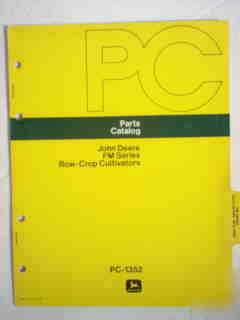 PC
Parts
Catalog
John Deere
FM Series
Row-Crop Cultivators
PC-1352